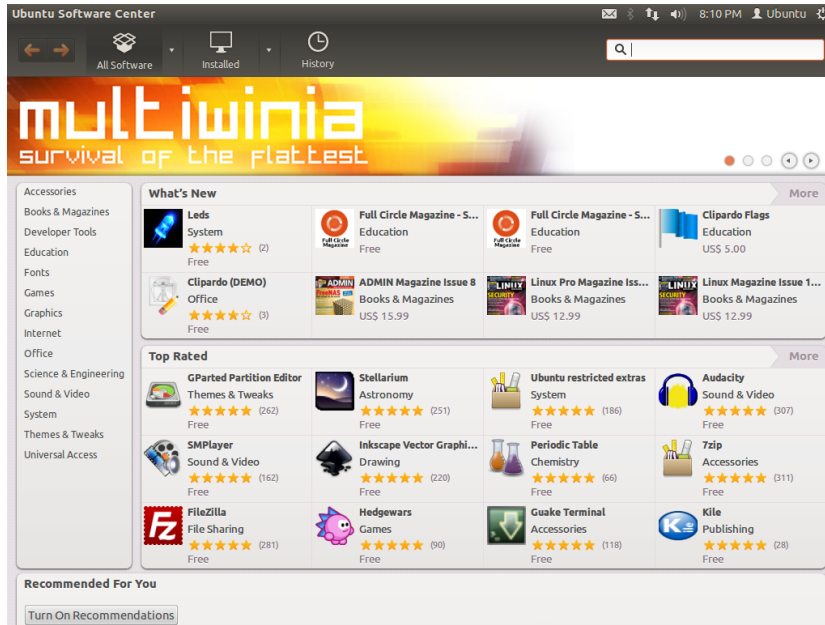 Ubuntu Software Center
8:10 PM Ubuntu
All Software
Installed
History
multiwinia
survival of the flattest
Accessories
Books & Magazines
Developer Tools
Education
Fonts
Games
Graphics
Internet
Office
Science & Engineering
Sound & Video
System
Themes & Tweaks
Universal Access
What's New
More
Leds
System
(2)
Free
Full Circle Magazine - S...
Education
Free
Full Circle Magazine - S...
Education
Free
Clipardo Flags
Education
US$ 5.00
Clipardo (DEMO)
Office
(3)
Free
ADMIN Magazine Issue 8
Books & Magazines
US$ 15.99
Linux Pro Magazine Iss...
Books & Magazines
US$ 12.99
Linux Magazine Issue 1...
Books & Magazines
US$ 12.99
Top Rated
More
GParted Partition Editor
Themes & Tweaks
(262)
Free
Stellarium
Astronomy
(251)
Free
Ubuntu restricted extras
System
(186)
Free
Audacity
Sound & Video
(307)
Free
SMPlayer
Sound & Video
(162)
Free
Inkscape Vector Graphi...
Drawing
(220)
Free
Periodic Table
Chemistry
(66)
Free
7zip
Accessories
(311)
Free
FileZilla
File Sharing
(281)
Free
Hedgewars
Games
(90)
Free
Guake Terminal
Accessories
(118)
Free
Kile
Publishing
(28)
Free
Recommended For You
Turn On Recommendations